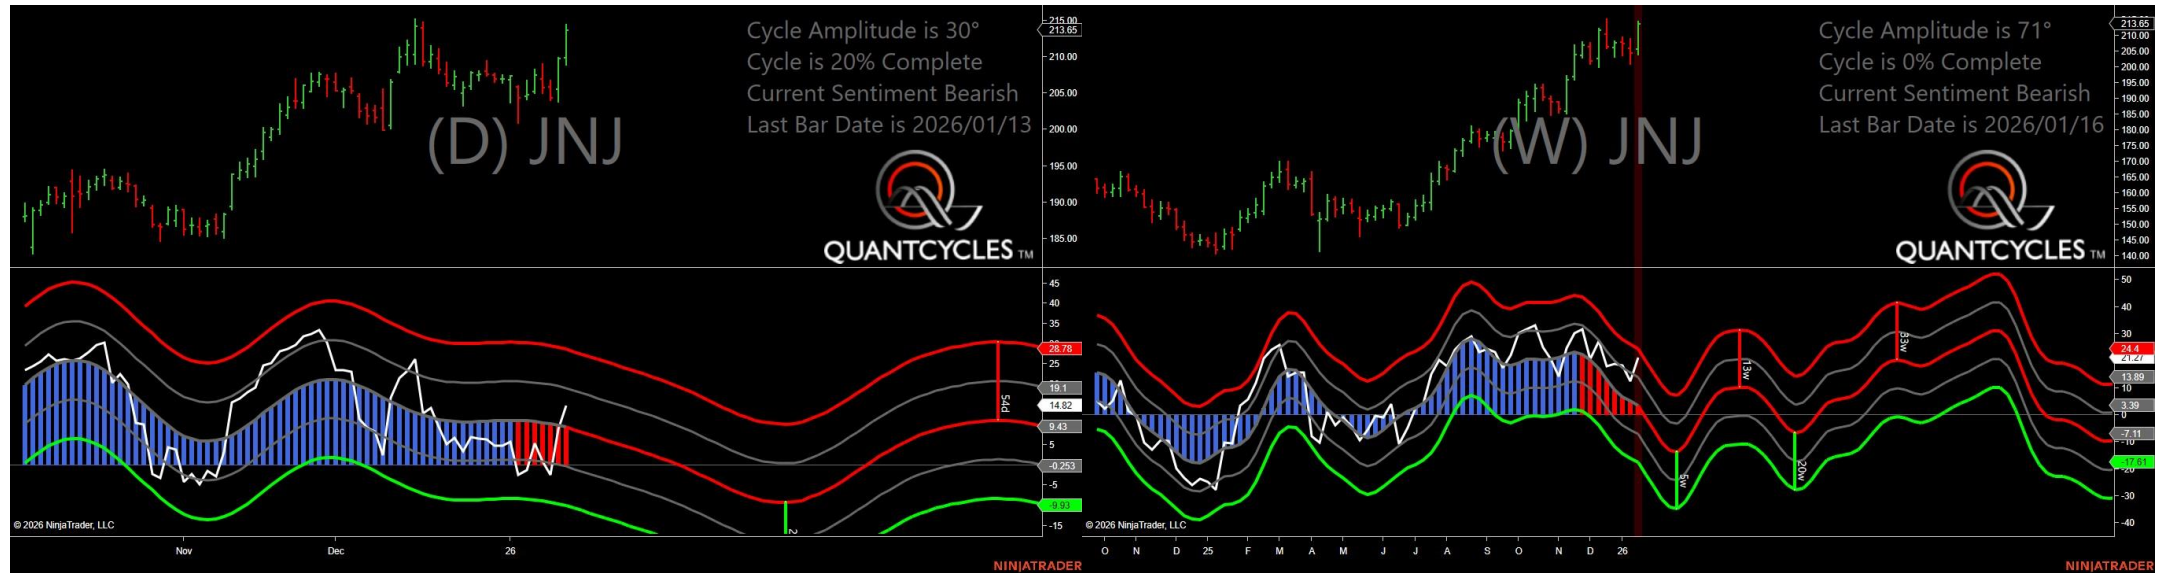 Cycle Amplitude is 30°
Cycle is 20% Complete
Current Sentiment Bearish
Last Bar Date is 2026/01/13
(D) JNJ
QUANTCYCLES TM
215.00
213.65
210.00
205.00
200.00
195.00
190.00
185.00
45
40
35
28.78
25
19.1
14.82
9.43
5
-0.253
-5
-9.93
-15
54d
© 2026 NinjaTrader, LLC
Nov Dec 26
NINJATRADER
Cycle Amplitude is 71°
Cycle is 0% Complete
Current Sentiment Bearish
Last Bar Date is 2026/01/16
(W) JNJ
QUANTCYCLES TM
213.65
210.00
205.00
200.00
195.00
190.00
185.00
180.00
175.00
170.00
165.00
160.00
155.00
150.00
145.00
140.00
50
40
30
24.4
21.27
13.89
10
3.39
0
-7.11
-10
-17.61
-20
-30
-40
5w
13w
20w
33w
© 2026 NinjaTrader, LLC
O N D 25 F M A M J J A S O N D 26
NINJATRADER